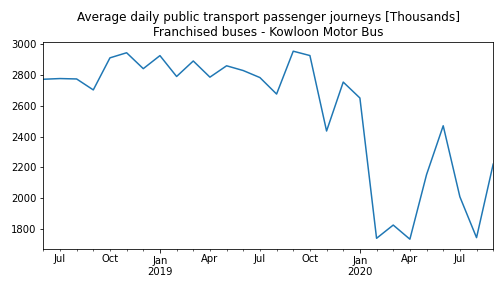 Average daily public transport passenger journeys [Thousands]
Franchised buses - Kowloon Motor Bus
3000
2800
2600
2400
2200
2000
1800
Jul Oct Jan Apr Jul Oct Jan Apr Jul
2019 2020